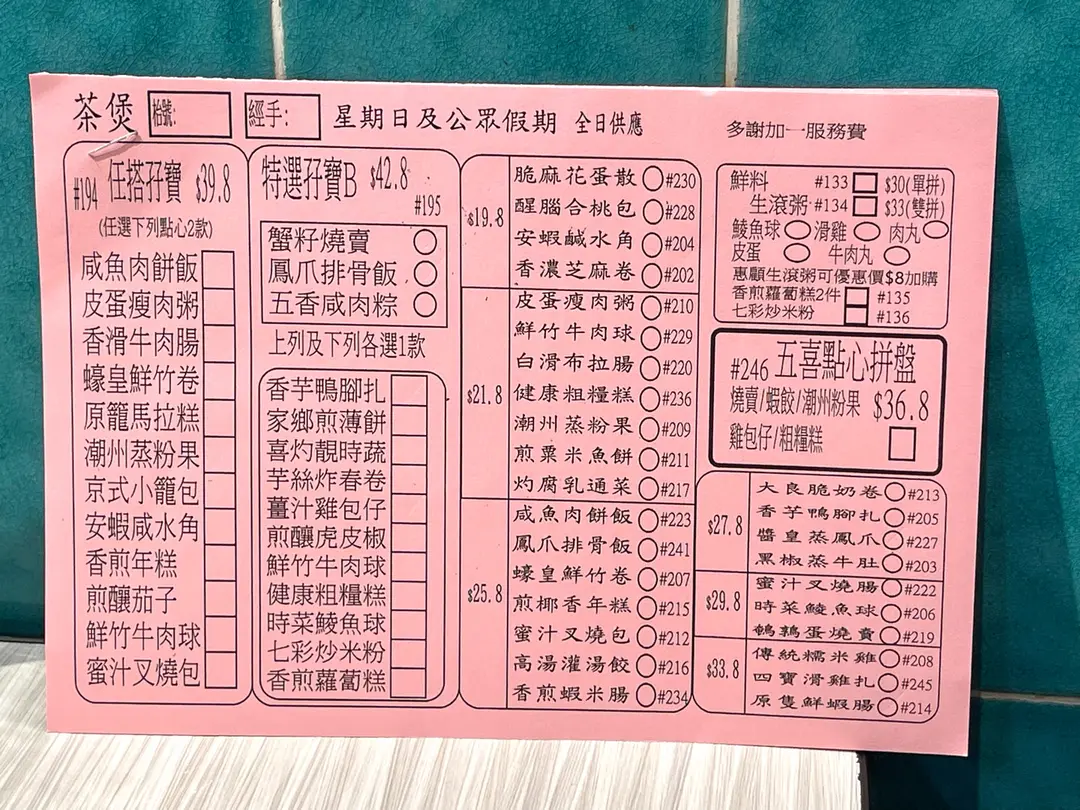 茶煲 枱號: 經手: 星期日及公眾假期 全日供應
多謝加一服務費
#194 任搭孖寶 $39.8
(任選下列點心2款)
咸魚肉餅飯
皮蛋瘦肉粥
香滑牛肉腸
蠔皇鮮竹卷
原籠馬拉糕
潮州蒸粉果
京式小籠包
安蝦咸水角
香煎年糕
煎釀茄子
鮮竹牛肉球
蜜汁叉燒包
特選孖寶B $42.8
#195
蟹籽燒賣
鳳爪排骨飯
五香咸肉粽
上列及下列各選1款
香芋鴨腳扎
家鄉煎薄餅
喜灼靚時蔬
芋絲炸春卷
薑汁雞包仔
煎釀虎皮椒
鮮竹牛肉球
健康粗糧糕
時菜鯪魚球
七彩炒米粉
香煎蘿蔔糕
$19.8
脆麻花蛋散 #230
醒腦合桃包 #228
安蝦鹹水角 #204
香濃芝麻卷 #202
$21.8
皮蛋瘦肉粥 #210
鮮竹牛肉球 #229
白滑布拉腸 #220
健康粗糧糕 #236
潮州蒸粉果 #209
煎粟米魚餅 #211
灼腐乳通菜 #217
$25.8
咸魚肉餅飯 #223
鳳爪排骨飯 #241
蠔皇鮮竹卷 #207
煎椰香年糕 #215
蜜汁叉燒包 #212
高湯灌湯餃 #216
香煎蝦米腸 #234
鮮料 #133 $30(單拼)
生滾粥 #134 $33(雙拼)
鯪魚球 滑雞 肉丸
皮蛋 牛肉丸
惠顧生滾粥可優惠價$8加購
香煎蘿蔔糕2件 #135
七彩炒米粉 #136
#246 五喜點心拼盤
燒賣/蝦餃/潮州粉果 $36.8
雞包仔/粗糧糕
$27.8
大良脆奶卷 #213
香芋鴨腳扎 #205
醬皇蒸鳳爪 #227
黑椒蒸牛肚 #203
$29.8
蜜汁叉燒腸 #222
時菜鯪魚球 #206
鵪鶉蛋燒賣 #219
$33.8
傳統糯米雞 #208
四寶滑雞扎 #245
原隻鮮蝦腸 #214